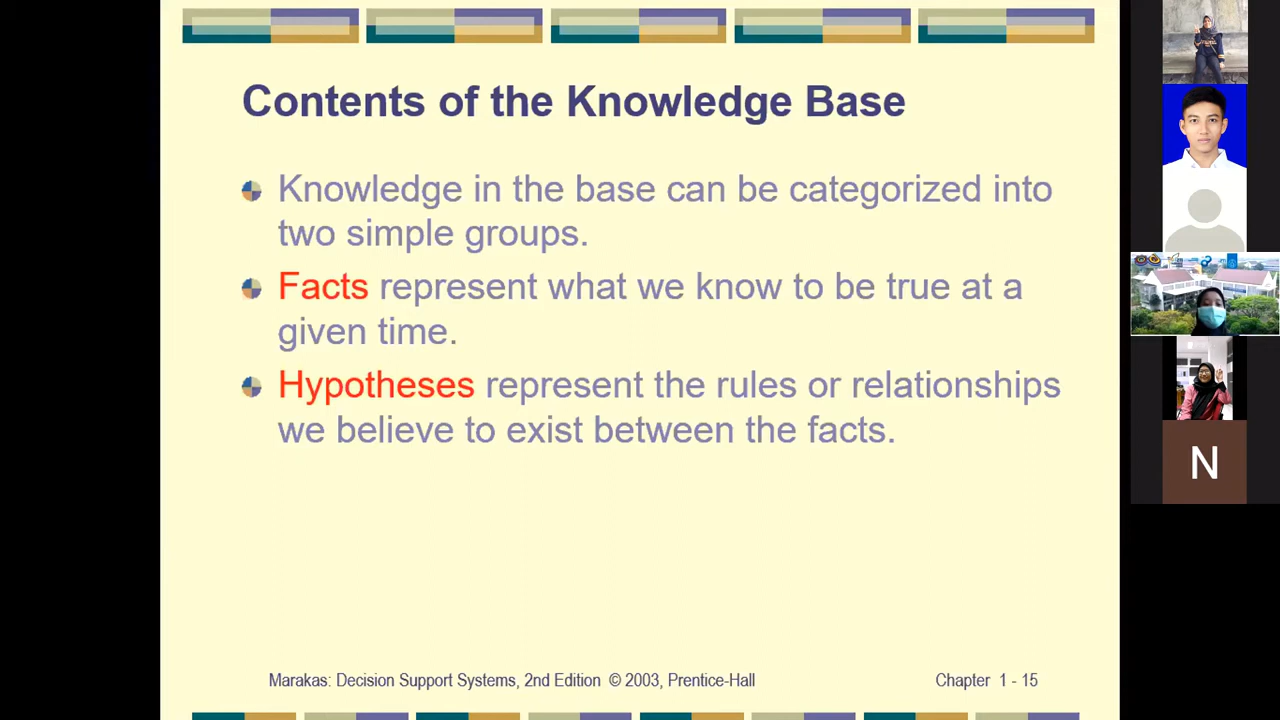 Contents of the Knowledge Base
Knowledge in the base can be categorized into
two simple groups.
Facts represent what we know to be true at a
given time.
Hypotheses represent the rules or relationships
we believe to exist between the facts.
N
Marakas: Decision Support Systems, 2nd Edition © 2003, Prentice-Hall
Chapter 1 - 15